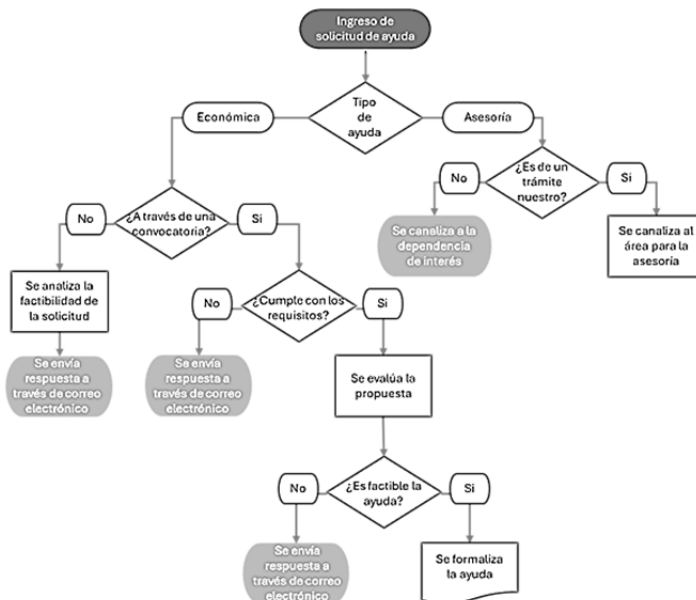 Ingreso de
solicitud de ayuda
Tipo
de
ayuda
Económica
Asesoría
¿Es de un
trámite
nuestro?
No
Si
Se canaliza a la
dependencia
de interés
Se canaliza al
área para la
asesoría
¿A través de una
convocatoria?
No
Si
Se analiza la
factibilidad de
la solicitud
Se envía
respuesta a
través de correo
electrónico
¿Cumple con los
requisitos?
No
Si
Se envía
respuesta a
través de correo
electrónico
Se evalúa la
propuesta
¿Es factible la
ayuda?
No
Si
Se envía
respuesta a
través de correo
electrónico
Se formaliza
la ayuda